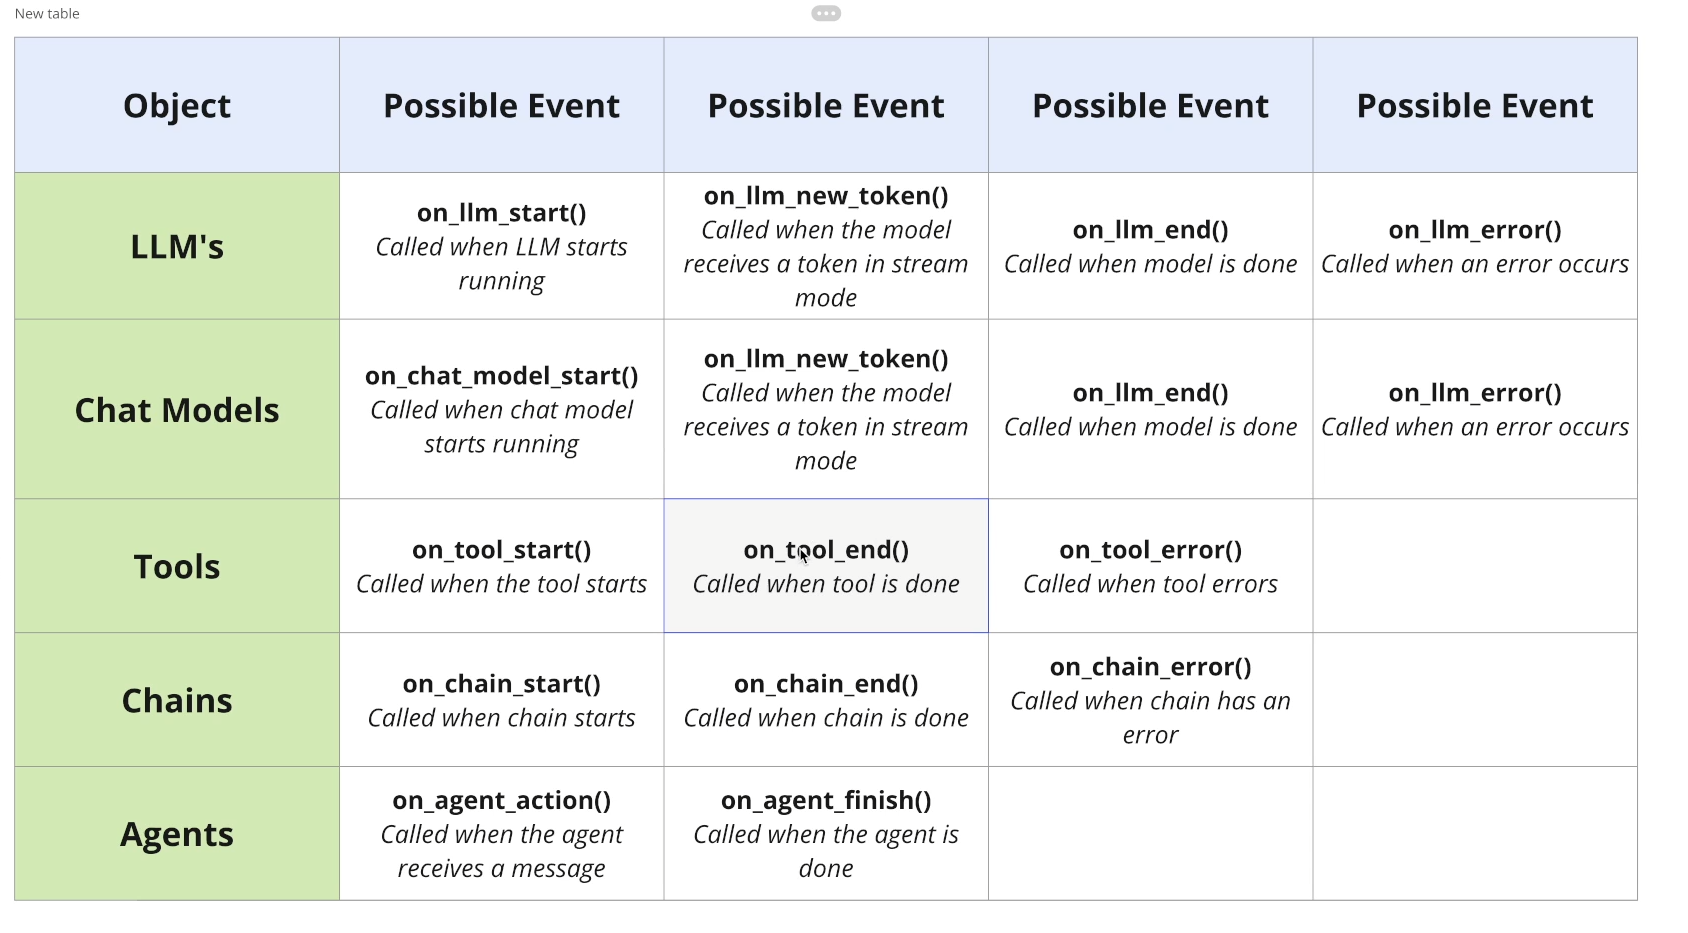 New table
Object
Possible Event
Possible Event
Possible Event
Possible Event
LLM's
on_llm_start()
Called when LLM starts
running
on_llm_new_token()
Called when the model
receives a token in stream
mode
on_llm_end()
Called when model is done
on_llm_error()
Called when an error occurs
Chat Models
on_chat_model_start()
Called when chat model
starts running
on_llm_new_token()
Called when the model
receives a token in stream
mode
on_llm_end()
Called when model is done
on_llm_error()
Called when an error occurs
Tools
on_tool_start()
Called when the tool starts
on_tool_end()
Called when tool is done
on_tool_error()
Called when tool errors
Chains
on_chain_start()
Called when chain starts
on_chain_end()
Called when chain is done
on_chain_error()
Called when chain has an
error
Agents
on_agent_action()
Called when the agent
receives a message
on_agent_finish()
Called when the agent is
done